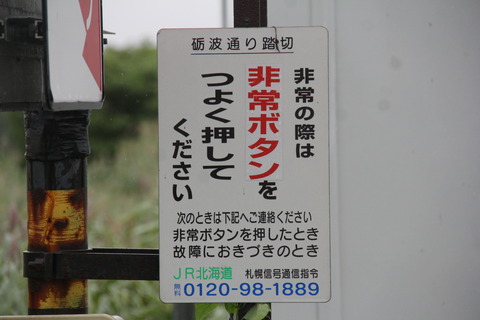 砺波通り踏切
非常の際は
非常ボタンを
つよく押して
ください
次のときは下記へご連絡ください
非常ボタンを押したとき
故障におきづきのとき
JR北海道 札幌信号通信指令
無料 0120-98-1889